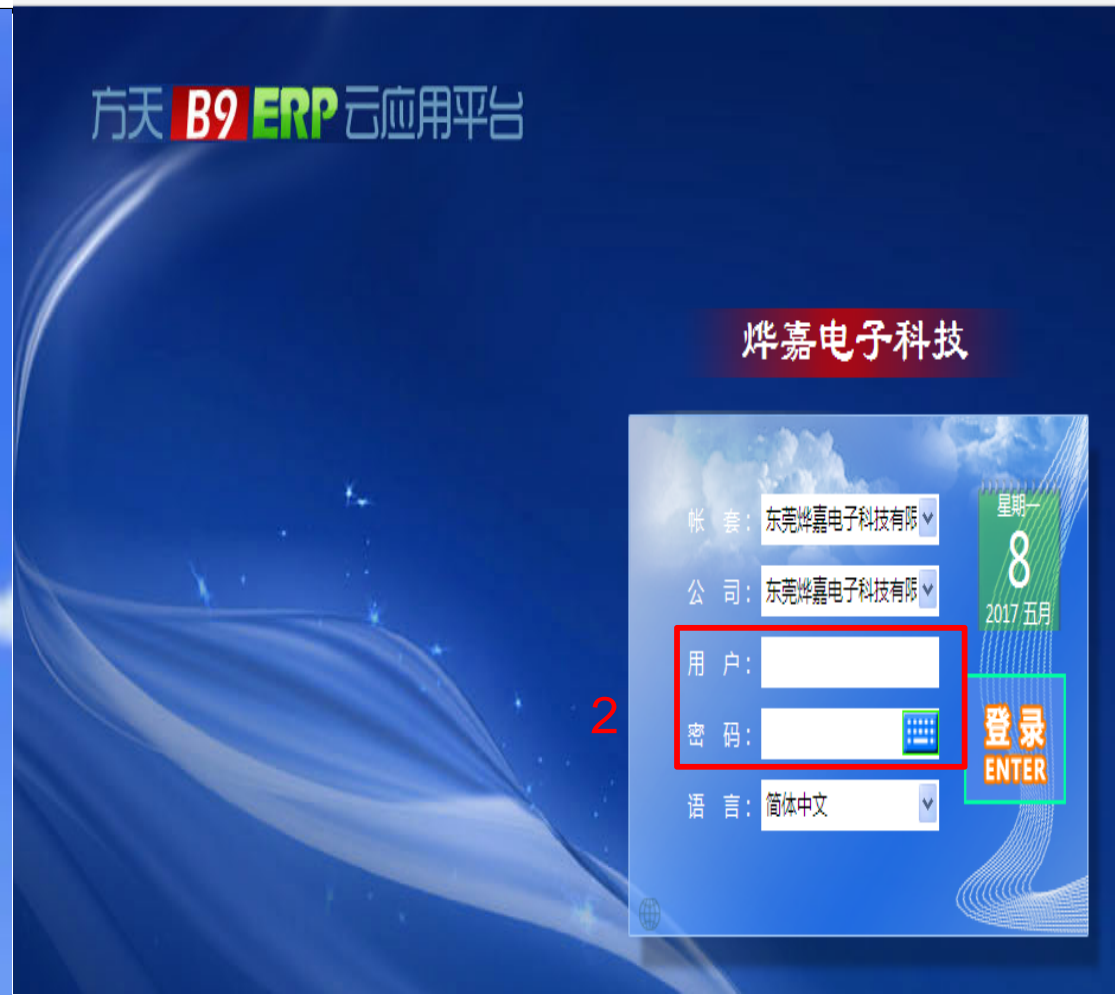 方天 B9 ERP 云应用平台
烨嘉电子科技
帐 套： 东莞烨嘉电子科技有限
公 司： 东莞烨嘉电子科技有限
用 户：
密 码：
语 言： 简体中文
星期一
8
2017 五月
2
登录
ENTER